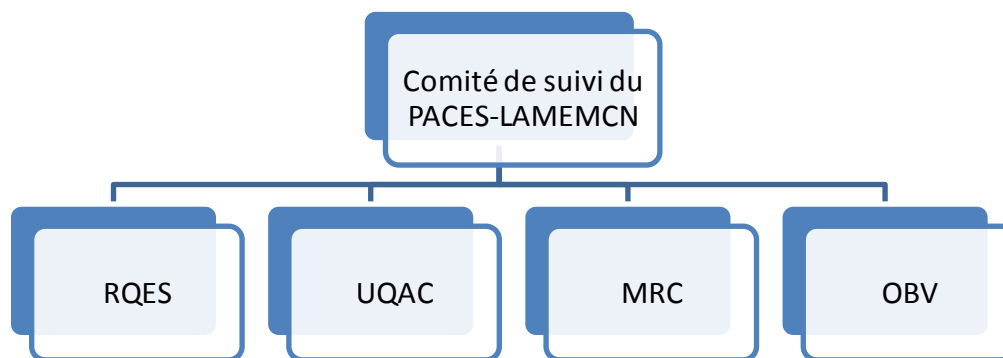 Comité de suivi du
PACES-LAMEMCN
RQES
UQAC
MRC
OBV